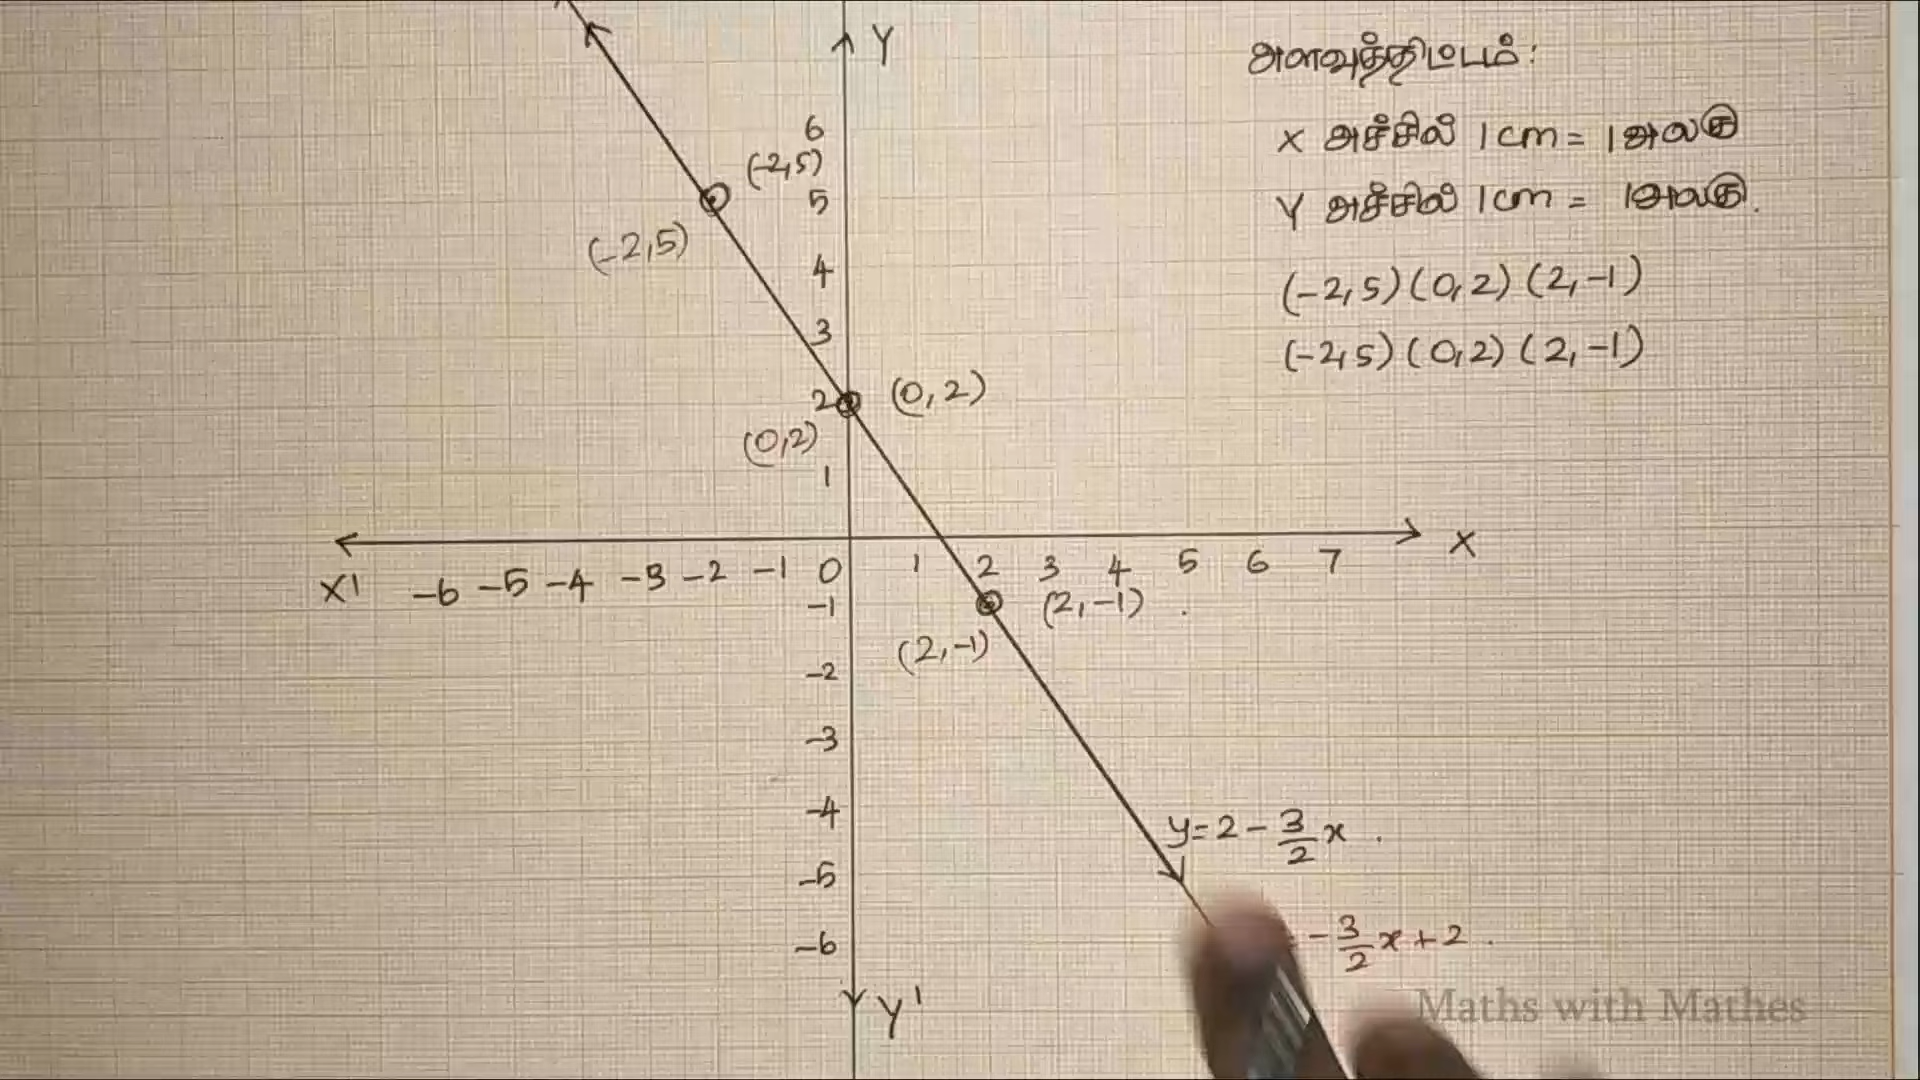 Y
அளவுத்திட்டம்:
X அச்சில் 1cm = 1அலகு
Y அச்சில் 1cm = 1அலகு.
(-2,5) (0,2) (2,-1)
(-2,5) (0,2) (2,-1)
6
(-2,5)
5
(-2,5)
4
3
2 (0,2)
(0,2)
1
X
X' -6 -5 -4 -3 -2 -1 0 1 2 3 4 5 6 7
-1 (2,-1)
(2,-1)
-2
-3
-4
y=2-3/2x
-5
-6
-3/2x+2
Y'
Maths with Mathes